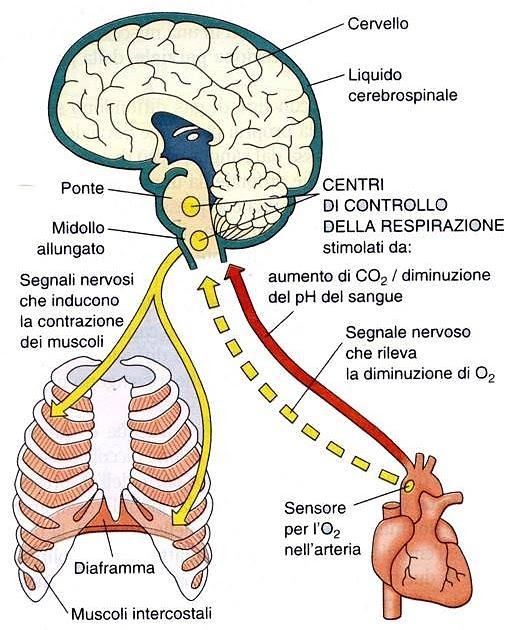 Cervello
Liquido
cerebrospinale
Ponte
Midollo
allungato
CENTRI
DI CONTROLLO
DELLA RESPIRAZIONE
stimolati da:
Segnali nervosi
che inducono
la contrazione
dei muscoli
aumento di CO₂ / diminuzione
del pH del sangue
Segnale nervoso
che rileva
la diminuzione di O₂
Sensore
per l'O₂
nell'arteria
Diaframma
Muscoli intercostali